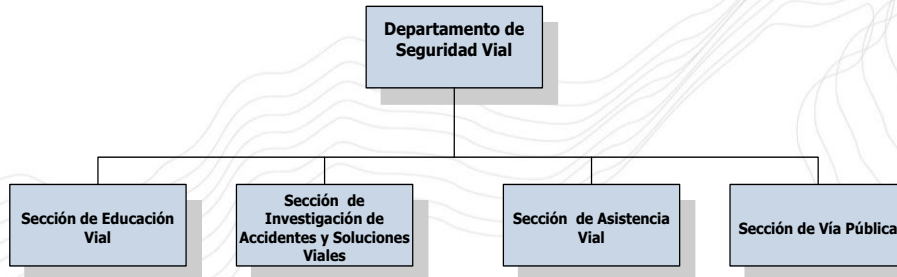 Departamento de
Seguridad Vial
Sección de Educación
Vial
Sección de
Investigación de
Accidentes y Soluciones
Viales
Sección de Asistencia
Vial
Sección de Vía Pública